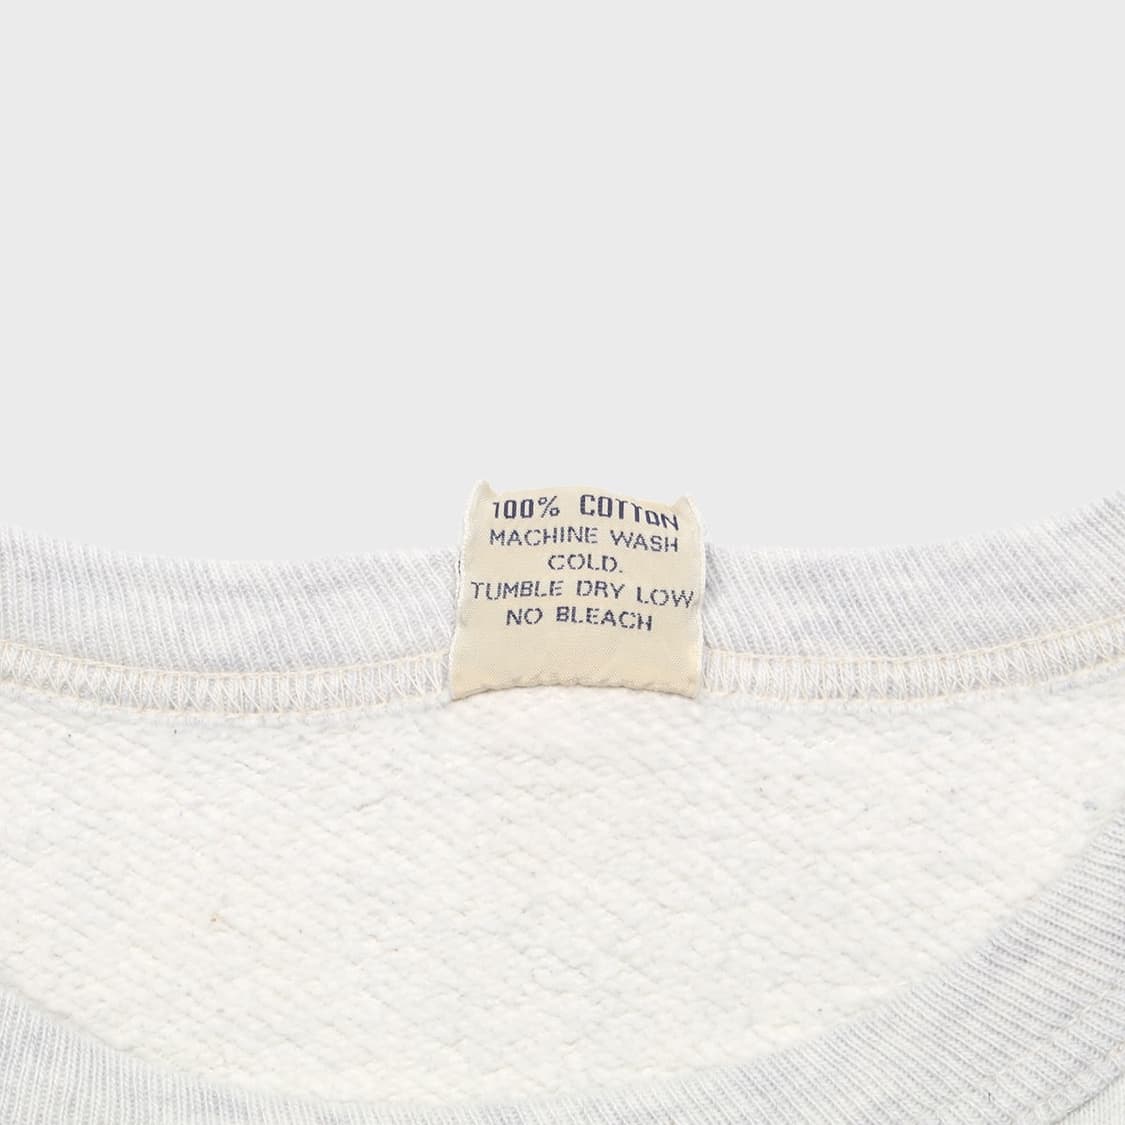 100% COTTON
MACHINE WASH
COLD.
TUMBLE DRY LOW
NO BLEACH